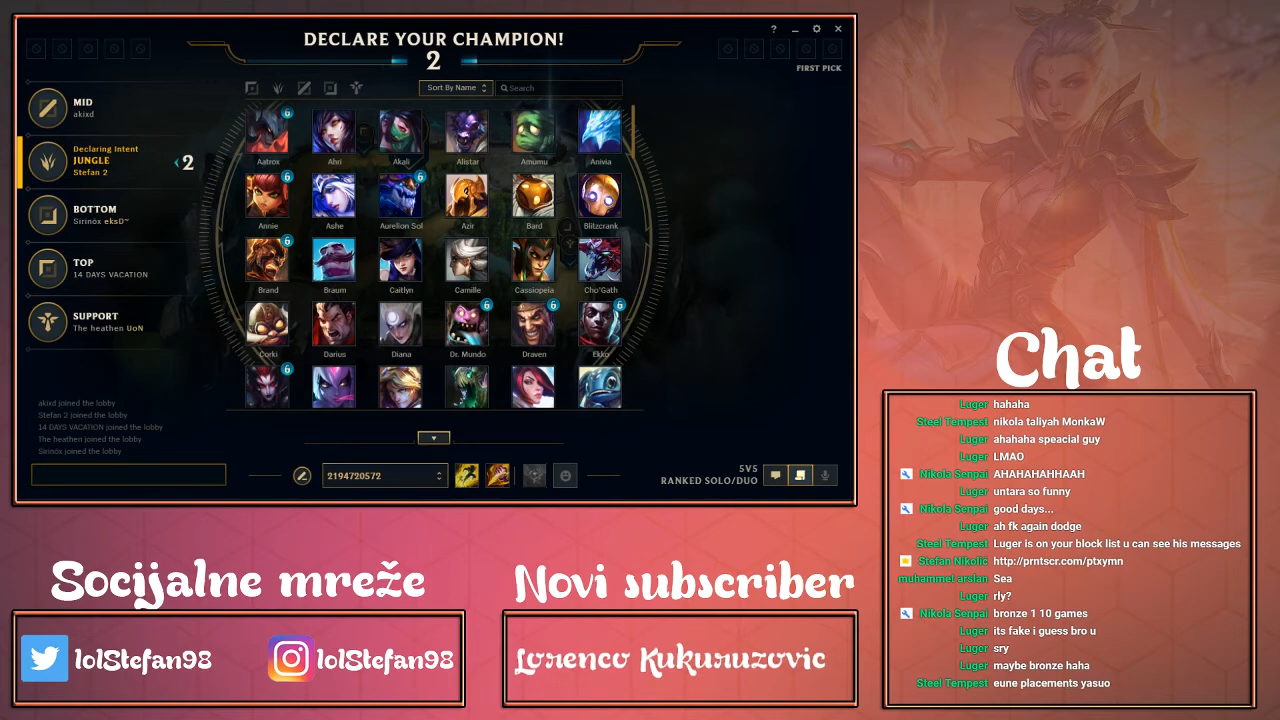 DECLARE YOUR CHAMPION!
2
? 
FIRST PICK
Sort By Name
Search
MID
akixd
Declaring Intent
JUNGLE
Stefan 2
2
BOTTOM
Sirinöx eksD~
TOP
14 DAYS VACATION
SUPPORT
The heathen UoN
Aatrox Ahri Akali Alistar Amumu Anivia
Annie Ashe Aurelion Sol Azir Bard Blitzcrank
Brand Braum Caitlyn Camille Cassiopeia Cho'Gath
Corki Darius Diana Dr. Mundo Draven Ekko
akixd joined the lobby
Stefan 2 joined the lobby
14 DAYS VACATION joined the lobby
The heathen joined the lobby
Sirinöx joined the lobby
2194720572
5V5
RANKED SOLO/DUO
Chat
Luger hahaha
Steel Tempest nikola taliyah MonkaW
Luger ahahaha speacial guy
Luger LMAO
Nikola Senpai AHAHAHAHHAAH
Luger untara so funny
Nikola Senpai good days...
Luger ah fk again dodge
Steel Tempest Luger is on your block list u can see his messages
Stefan Nikolić http://prntscr.com/ptxymn
muhammet arslan Sea
Luger rly?
Nikola Senpai bronze 1 10 games
Luger its fake i guess bro u
Luger sry
Luger maybe bronze haha
Steel Tempest eune placements yasuo
Socijalne mreže
lolStefan98
lolStefan98
Novi subscriber
Lorenco Kukuruzovic